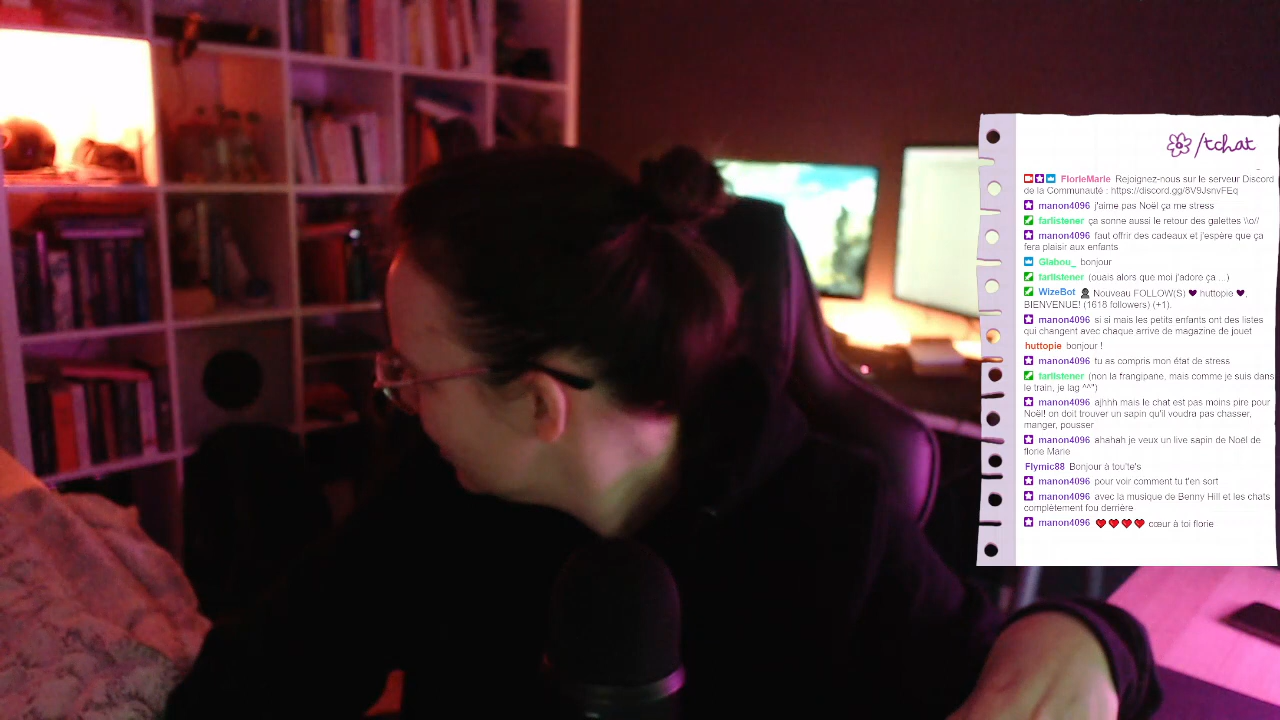 /tchat
FlorieMarie Rejoignez-nous sur le serveur Discord
de la Communauté : https://discord.gg/8V9JsnvFEq
manon4096 j'aime pas Noël ça me stress
farlistener ça sonne aussi le retour des galettes \\o//
manon4096 faut offrir des cadeaux et j'espère que ça
fera plaisir aux enfants
Glabou_ bonjour
farlistener (ouais alors que moi j'adore ça ...)
WizeBot Nouveau FOLLOW(S) huttopie ,
BIENVENUE! (1618 followers) (+1).
manon4096 si si mais les petits enfants ont des listes
qui changent avec chaque arrive de magazine de jouet
huttopie bonjour !
manon4096 tu as compris mon état de stress
farlistener (non la frangipane, mais comme je suis dans
le train, je lag ^^")
manon4096 ajhhh mais le chat est pas moins pire pour
Noël! on doit trouver un sapin qu'il voudra pas chasser,
manger, pousser
manon4096 ahahah je veux un live sapin de Noël de
florie Marie
Flymic88 Bonjour à tou'te's
manon4096 pour voir comment tu t'en sort
manon4096 avec la musique de Benny Hill et les chats
complètement fou derrière
manon4096 ❤❤❤❤ cœur à toi florie